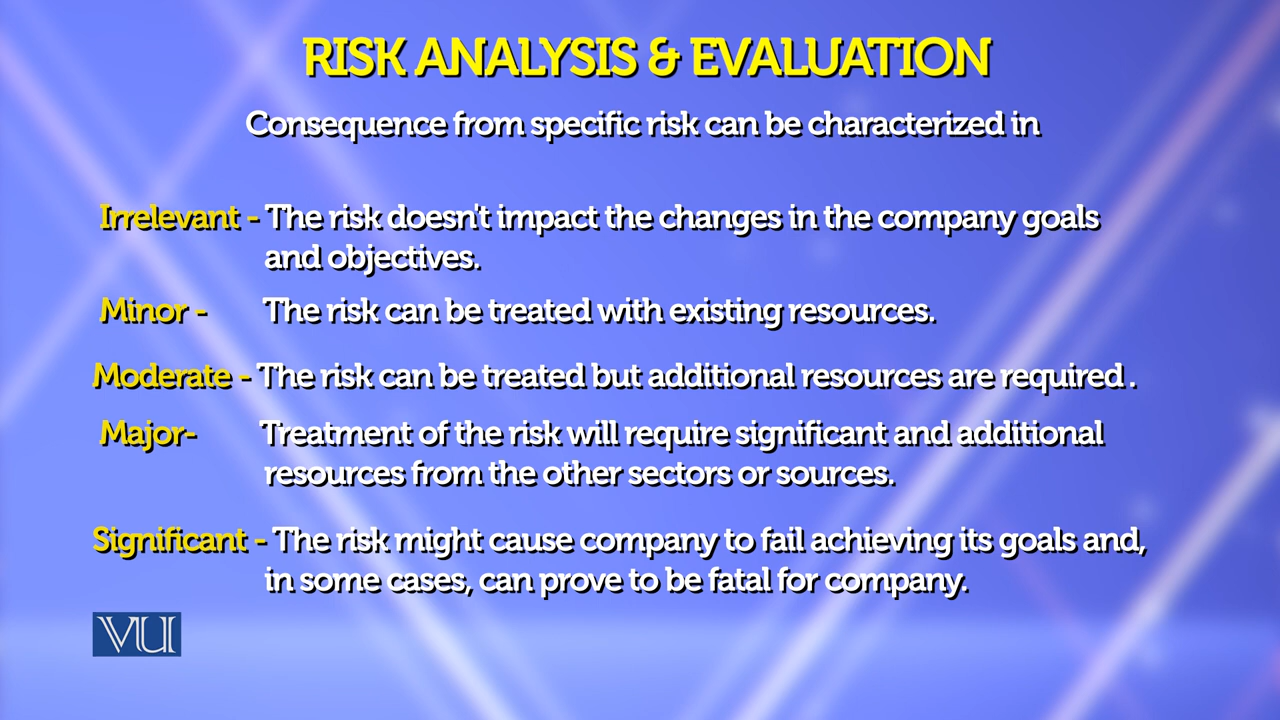 RISK ANALYSIS & EVALUATION
Consequence from specific risk can be characterized in
Irrelevant - The risk doesn't impact the changes in the company goals
and objectives.
Minor - The risk can be treated with existing resources.
Moderate - The risk can be treated but additional resources are required .
Major- Treatment of the risk will require significant and additional
resources from the other sectors or sources.
Significant - The risk might cause company to fail achieving its goals and,
in some cases, can prove to be fatal for company.
VU